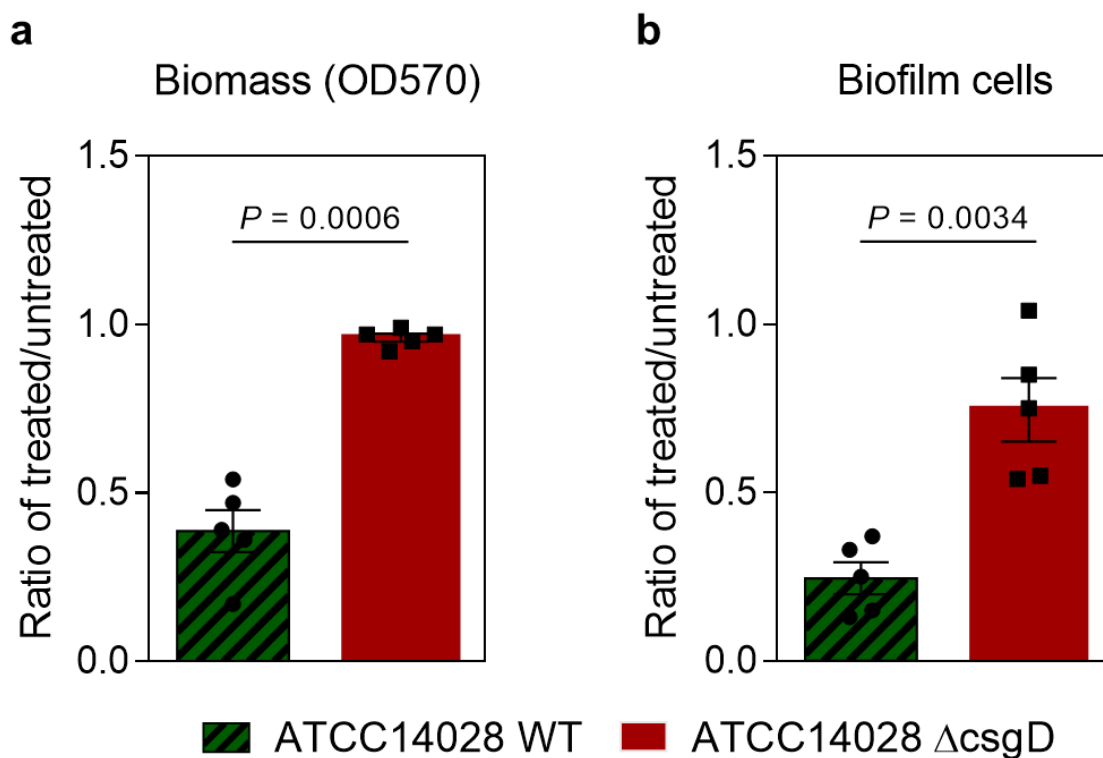 a
Biomass (OD570)
Ratio of treated/untreated
1.5
1.0
0.5
0.0
P = 0.0006
b
Biofilm cells
Ratio of treated/untreated
1.5
1.0
0.5
0.0
P = 0.0034
ATCC14028 WT
ATCC14028 ΔcsgD